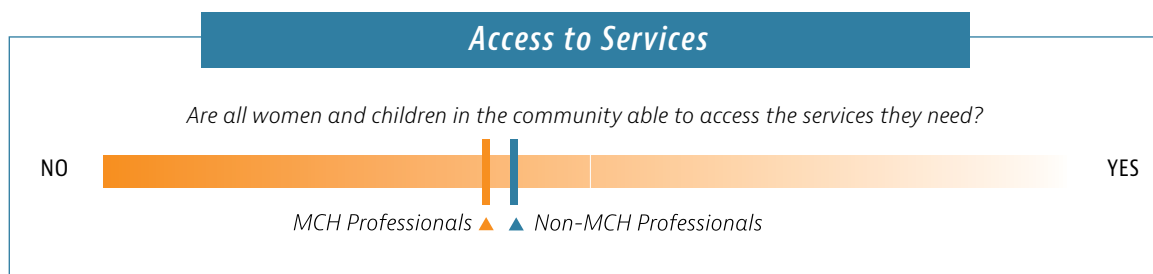 Access to Services
Are all women and children in the community able to access the services they need?
NO
YES
MCH Professionals
Non-MCH Professionals